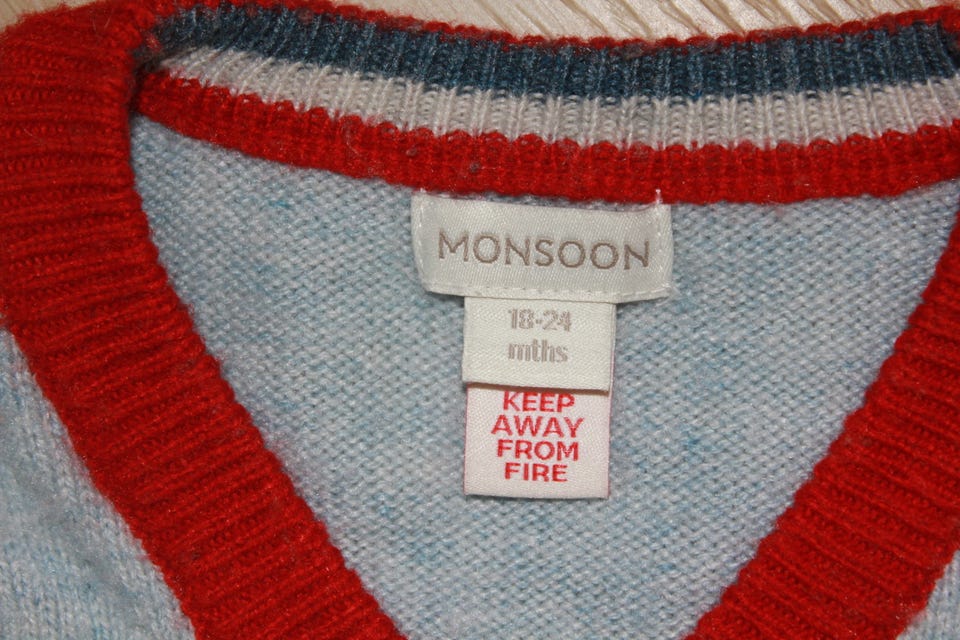 MONSOON
18-24
mths
KEEP
AWAY
FROM
FIRE